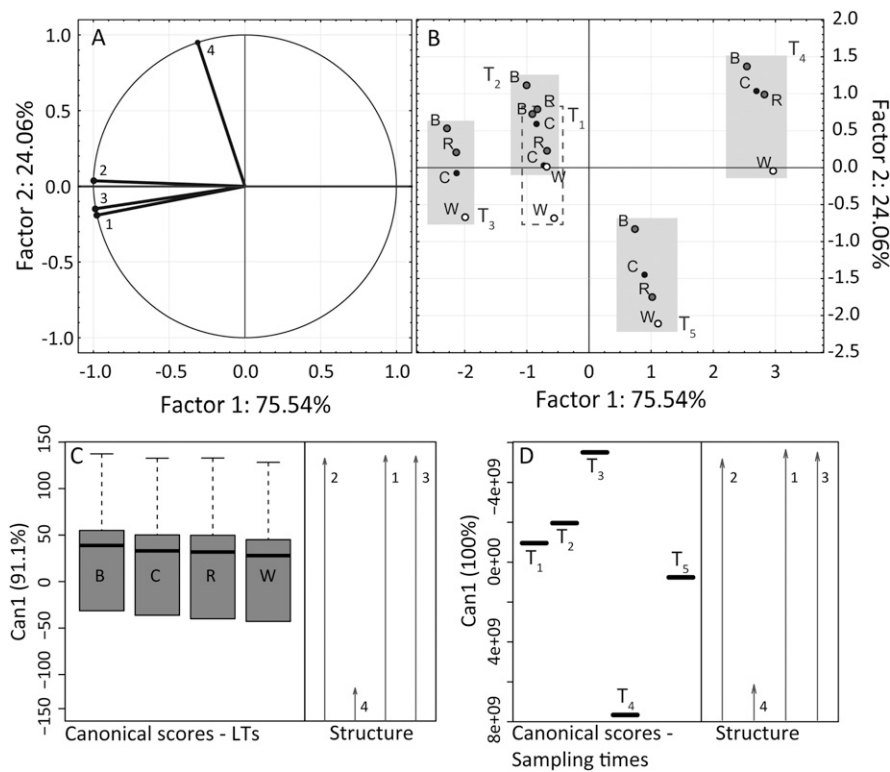 A
1.0
0.5
0.0
-0.5
-1.0
Factor 2: 24.06%
4
2
3
1
-1.0
-0.5
0.0
0.5
1.0
Factor 1: 75.54%
B
2.0
1.5
1.0
0.5
0.0
-0.5
-1.0
-1.5
-2.0
-2.5
Factor 2: 24.06%
B
R
C
W
T3
T2
B
B
R
C
R
C
W
W
T1
B
C
R
W
T4
B
C
R
W
T5
-2
-1
0
1
2
3
Factor 1: 75.54%
C
150
100
50
0
-50
-100
-150
Can1 (91.1%)
B
C
R
W
2
4
1
3
Canonical scores - LTs
Structure
D
-4e+09
0e+00
4e+09
8e+09
Can1 (100%)
T1
T2
T3
T4
T5
2
4
1
3
Canonical scores -
Sampling times
Structure